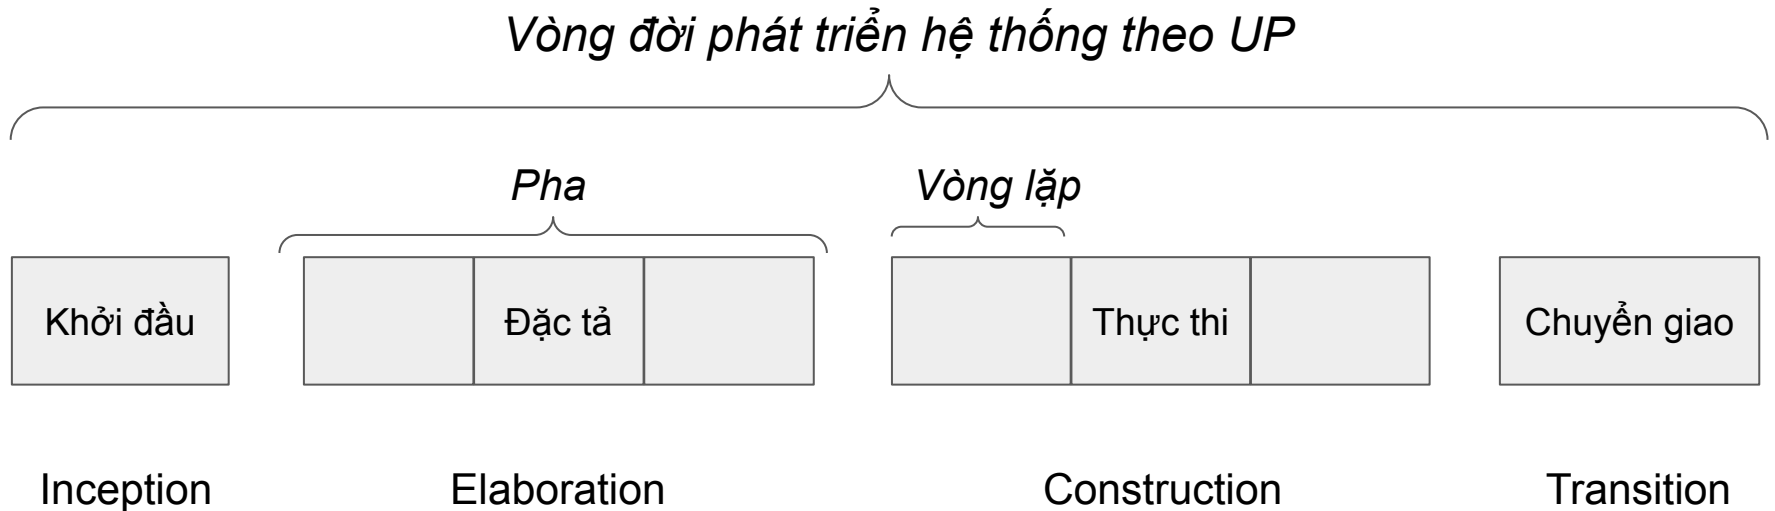 Vòng đời phát triển hệ thống theo UP
Pha
Vòng lặp
Khởi đầu
Đặc tả
Thực thi
Chuyển giao
Inception
Elaboration
Construction
Transition